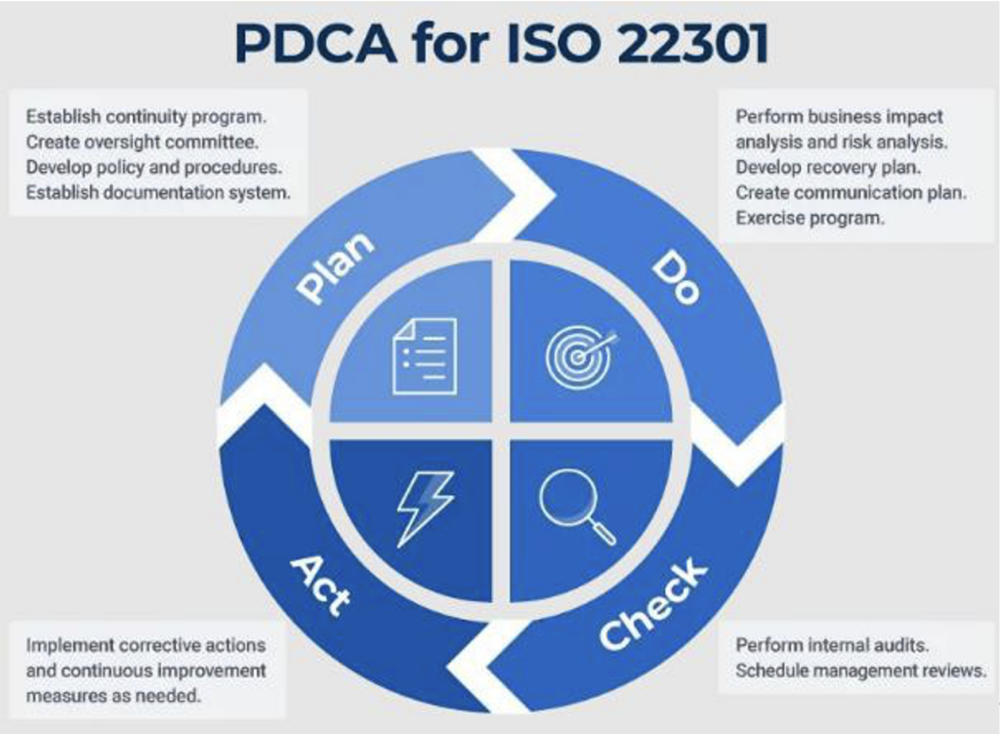 PDCA for ISO 22301
Establish continuity program.
Create oversight committee.
Develop policy and procedures.
Establish documentation system.
Perform business impact
analysis and risk analysis.
Develop recovery plan.
Create communication plan.
Exercise program.
Plan
Do
Act
Check
Implement corrective actions
and continuous improvement
measures as needed.
Perform internal audits.
Schedule management reviews.